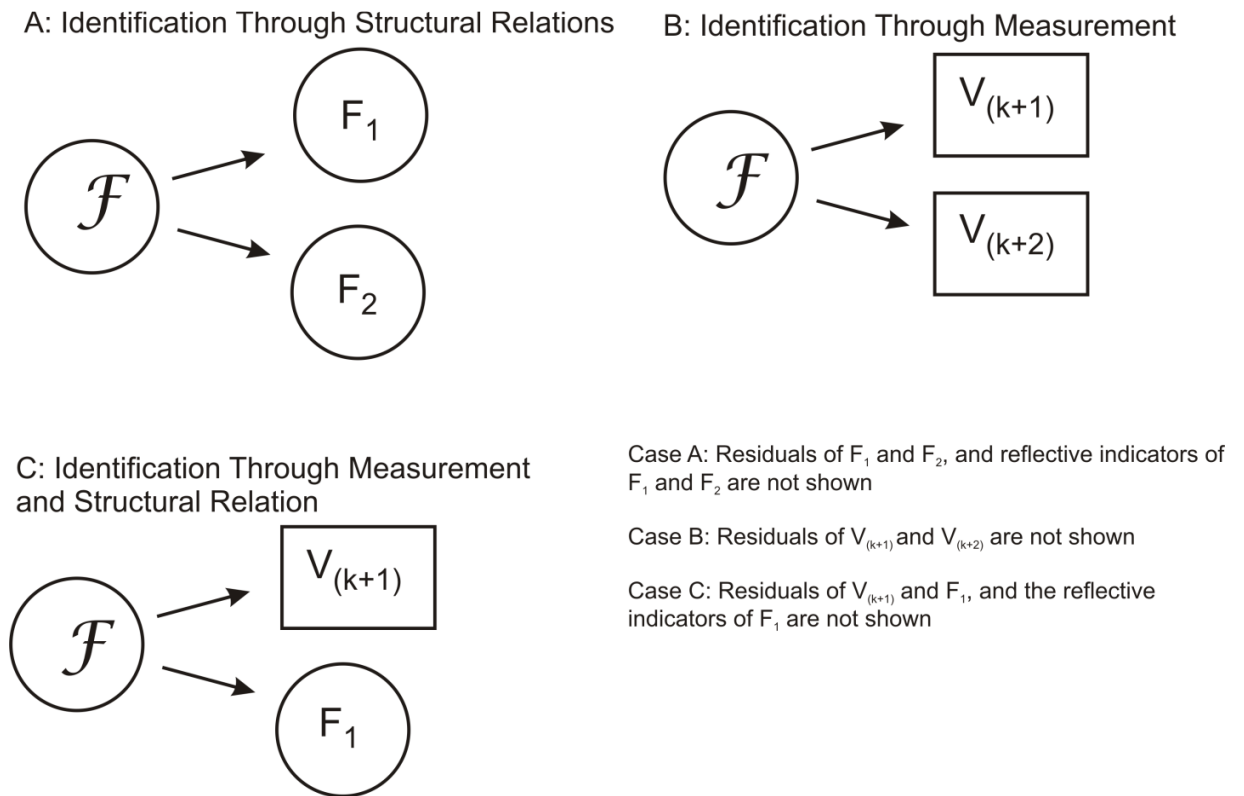 A: Identification Through Structural Relations
ℱ
F₁
F₂
B: Identification Through Measurement
ℱ
V₍ₖ₊₁₎
V₍ₖ₊₂₎
C: Identification Through Measurement
and Structural Relation
ℱ
V₍ₖ₊₁₎
F₁
Case A: Residuals of F₁ and F₂, and reflective indicators of
F₁ and F₂ are not shown
Case B: Residuals of V₍ₖ₊₁₎ and V₍ₖ₊₂₎ are not shown
Case C: Residuals of V₍ₖ₊₁₎ and F₁, and the reflective
indicators of F₁ are not shown